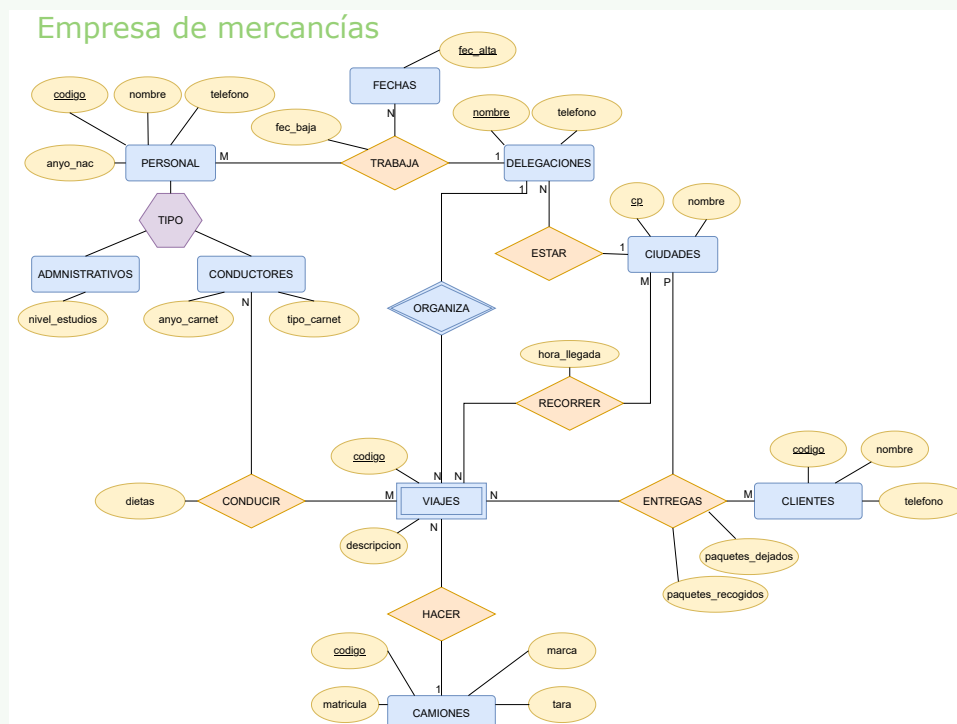 Empresa de mercancías
fec_alta
FECHAS
codigo
nombre
telefono
N
fec_baja
nombre
telefono
anyo_nac
PERSONAL
M
TRABAJA
1
DELEGACIONES
1
N
cp
nombre
TIPO
ESTAR
1
CIUDADES
ADMNISTRATIVOS
CONDUCTORES
M
P
N
ORGANIZA
nivel_estudios
anyo_carnet
tipo_carnet
hora_llegada
RECORRER
codigo
codigo
nombre
N
N
dietas
CONDUCIR
M
VIAJES
N
ENTREGAS
M
CLIENTES
telefono
N
descripcion
paquetes_dejados
paquetes_recogidos
HACER
codigo
marca
1
matricula
CAMIONES
tara